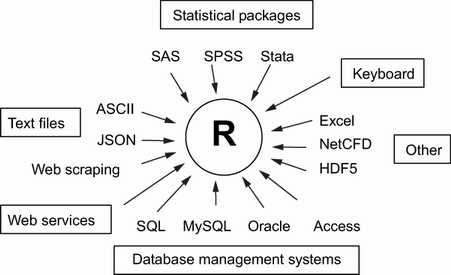 Statistical packages
SAS SPSS Stata
Keyboard
ASCII
Text files
JSON
Web scraping
R
Excel
NetCFD
Other
HDF5
Web services
SQL MySQL Oracle Access
Database management systems